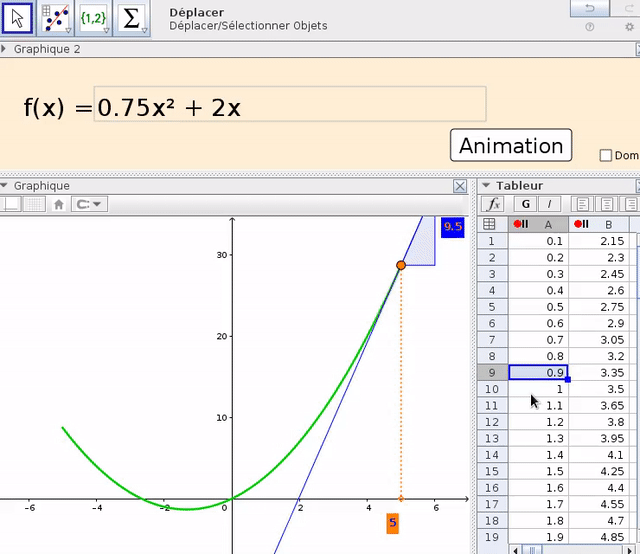 {1,2} Σ Déplacer
Déplacer/Sélectionner Objets
Graphique 2
f(x) = 0.75x² + 2x
Animation
Dom
Graphique
9.5
30
20
10
-6 -4 -2 0 2 4 6
5
Tableur
fx G I
A B
1 0.1 2.15
2 0.2 2.3
3 0.3 2.45
4 0.4 2.6
5 0.5 2.75
6 0.6 2.9
7 0.7 3.05
8 0.8 3.2
9 0.9 3.35
10 1 3.5
11 1.1 3.65
12 1.2 3.8
13 1.3 3.95
14 1.4 4.1
15 1.5 4.25
16 1.6 4.4
17 1.7 4.55
18 1.8 4.7
19 1.9 4.85